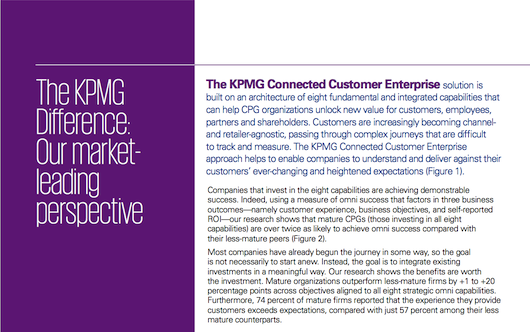 The KPMG
Difference:
Our market-
leading
perspective
The KPMG Connected Customer Enterprise solution is
built on an architecture of eight fundamental and integrated capabilities that
can help CPG organizations unlock new value for customers, employees,
partners and shareholders. Customers are increasingly becoming channel-
and retailer-agnostic, passing through complex journeys that are difficult
to track and measure. The KPMG Connected Customer Enterprise
approach helps to enable companies to understand and deliver against their
customers' ever-changing and heightened expectations (Figure 1).
Companies that invest in the eight capabilities are achieving demonstrable
success. Indeed, using a measure of omni success that factors in three business
outcomes—namely customer experience, business objectives, and self-reported
ROI—our research shows that mature CPGs (those investing in all eight
capabilities) are over twice as likely to achieve omni success compared with
their less-mature peers (Figure 2).
Most companies have already begun the journey in some way, so the goal
is not necessarily to start anew. Instead, the goal is to integrate existing
investments in a meaningful way. Our research shows the benefits are worth
the investment. Mature organizations outperform less-mature firms by +1 to +20
percentage points across objectives aligned to all eight strategic omni capabilities.
Furthermore, 74 percent of mature firms reported that the experience they provide
customers exceeds expectations, compared with just 57 percent among their less
mature counterparts.